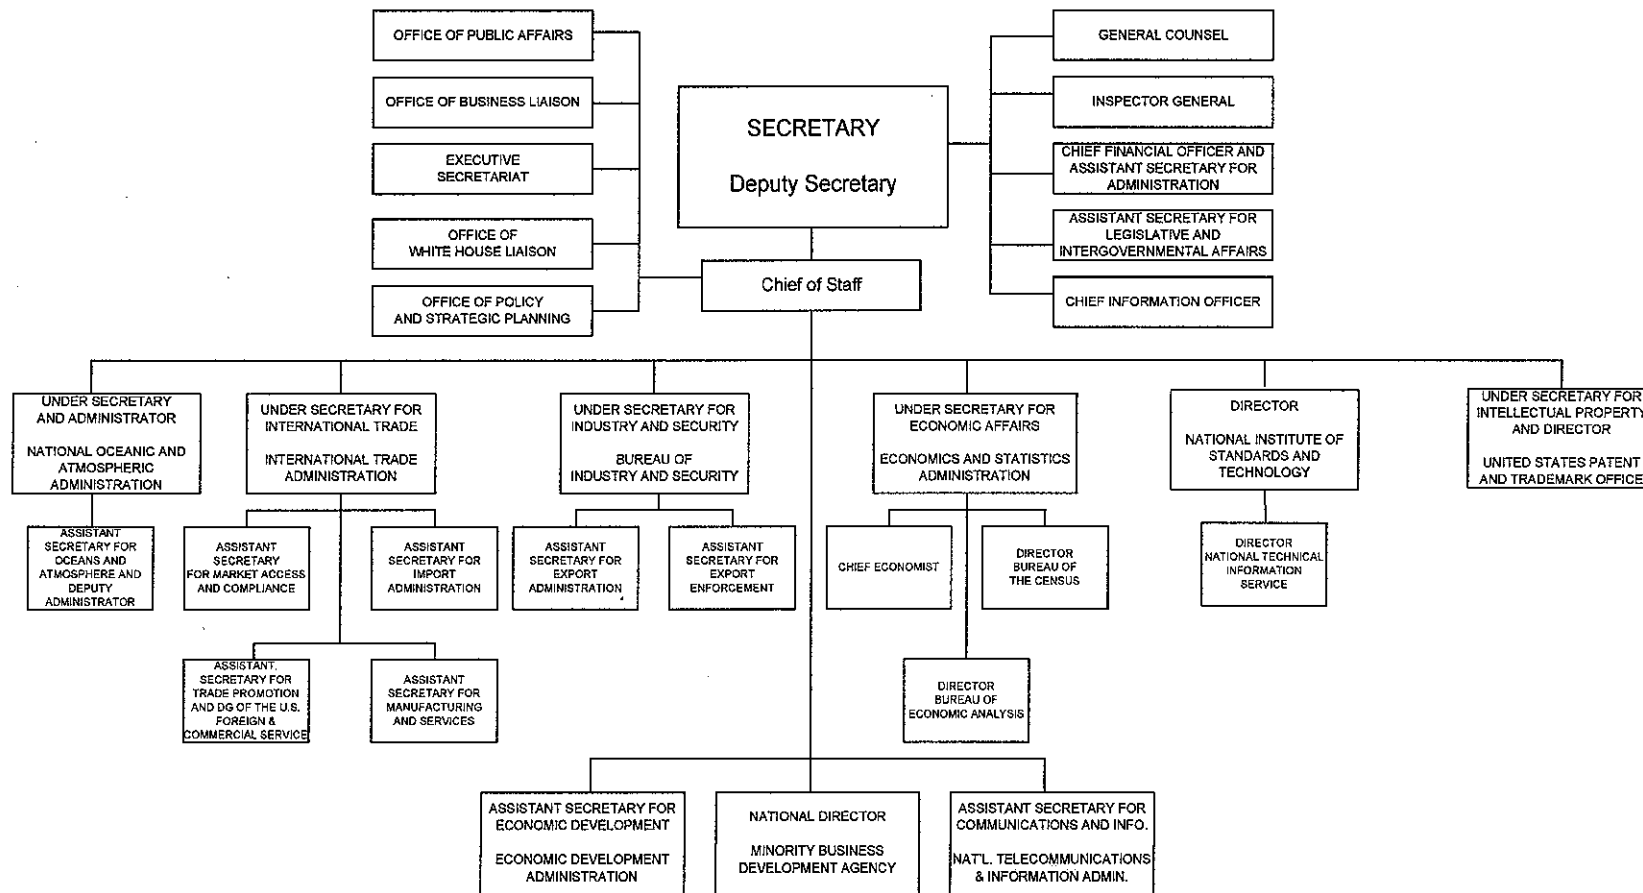 OFFICE OF PUBLIC AFFAIRS
OFFICE OF BUSINESS LIAISON
EXECUTIVE
SECRETARIAT
OFFICE OF
WHITE HOUSE LIAISON
OFFICE OF POLICY
AND STRATEGIC PLANNING
SECRETARY
Deputy Secretary
Chief of Staff
GENERAL COUNSEL
INSPECTOR GENERAL
CHIEF FINANCIAL OFFICER AND
ASSISTANT SECRETARY FOR
ADMINISTRATION
ASSISTANT SECRETARY FOR
LEGISLATIVE AND
INTERGOVERNMENTAL AFFAIRS
CHIEF INFORMATION OFFICER
UNDER SECRETARY
AND ADMINISTRATOR
NATIONAL OCEANIC AND
ATMOSPHERIC
ADMINISTRATION
UNDER SECRETARY FOR
INTERNATIONAL TRADE
INTERNATIONAL TRADE
ADMINISTRATION
UNDER SECRETARY FOR
INDUSTRY AND SECURITY
BUREAU OF
INDUSTRY AND SECURITY
UNDER SECRETARY FOR
ECONOMIC AFFAIRS
ECONOMICS AND STATISTICS
ADMINISTRATION
DIRECTOR
NATIONAL INSTITUTE OF
STANDARDS AND
TECHNOLOGY
UNDER SECRETARY FOR
INTELLECTUAL PROPERTY
AND DIRECTOR
UNITED STATES PATENT
AND TRADEMARK OFFICE
ASSISTANT
SECRETARY FOR
OCEANS AND
ATMOSPHERE AND
DEPUTY
ADMINISTRATOR
ASSISTANT
SECRETARY
FOR MARKET ACCESS
AND COMPLIANCE
ASSISTANT
SECRETARY FOR
IMPORT
ADMINISTRATION
ASSISTANT
SECRETARY FOR
EXPORT
ADMINISTRATION
ASSISTANT
SECRETARY FOR
EXPORT
ENFORCEMENT
CHIEF ECONOMIST
DIRECTOR
BUREAU OF
THE CENSUS
DIRECTOR
NATIONAL TECHNICAL
INFORMATION
SERVICE
ASSISTANT.
SECRETARY FOR
TRADE PROMOTION
AND DG OF THE U.S.
FOREIGN &
COMMERCIAL SERVICE
ASSISTANT
SECRETARY FOR
MANUFACTURING
AND SERVICES
DIRECTOR
BUREAU OF
ECONOMIC ANALYSIS
ASSISTANT SECRETARY FOR
ECONOMIC DEVELOPMENT
ECONOMIC DEVELOPMENT
ADMINISTRATION
NATIONAL DIRECTOR
MINORITY BUSINESS
DEVELOPMENT AGENCY
ASSISTANT SECRETARY FOR
COMMUNICATIONS AND INFO.
NAT'L. TELECOMMUNICATIONS
& INFORMATION ADMIN.